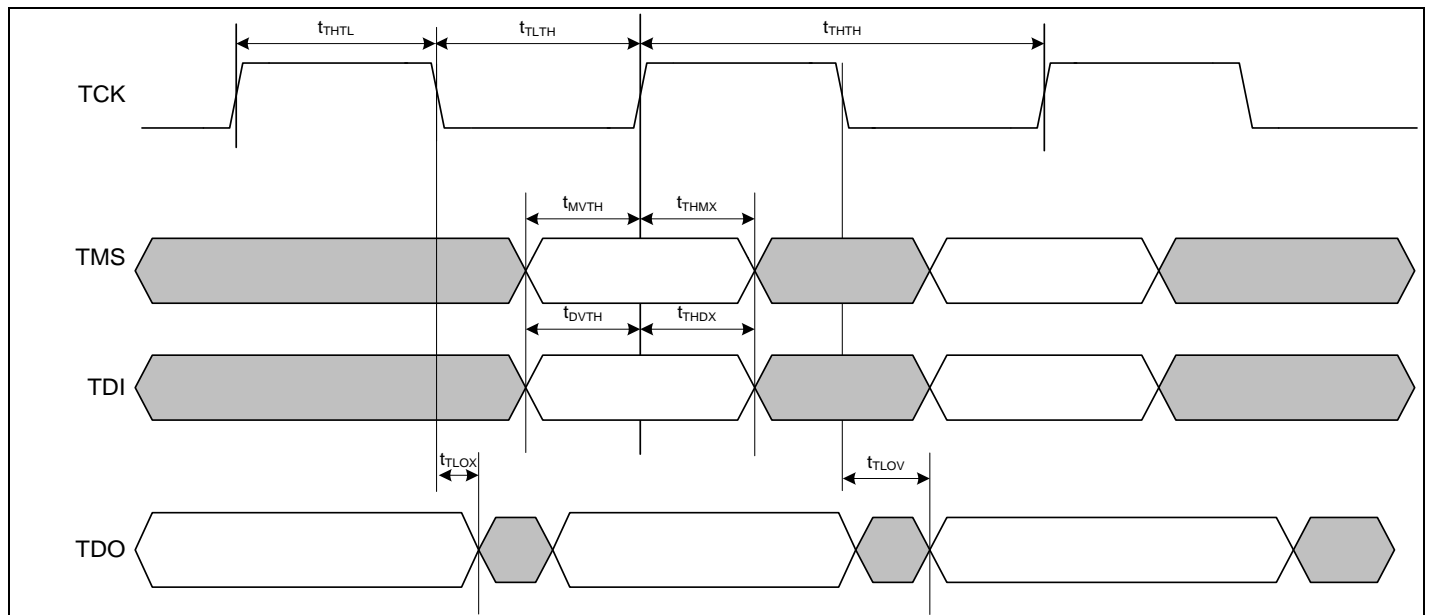 tTHTL tTLTH tTHTH
TCK
tMVTH tTHMX
TMS
tDVTH tTHDX
TDI
tTLOX tTLOV
TDO